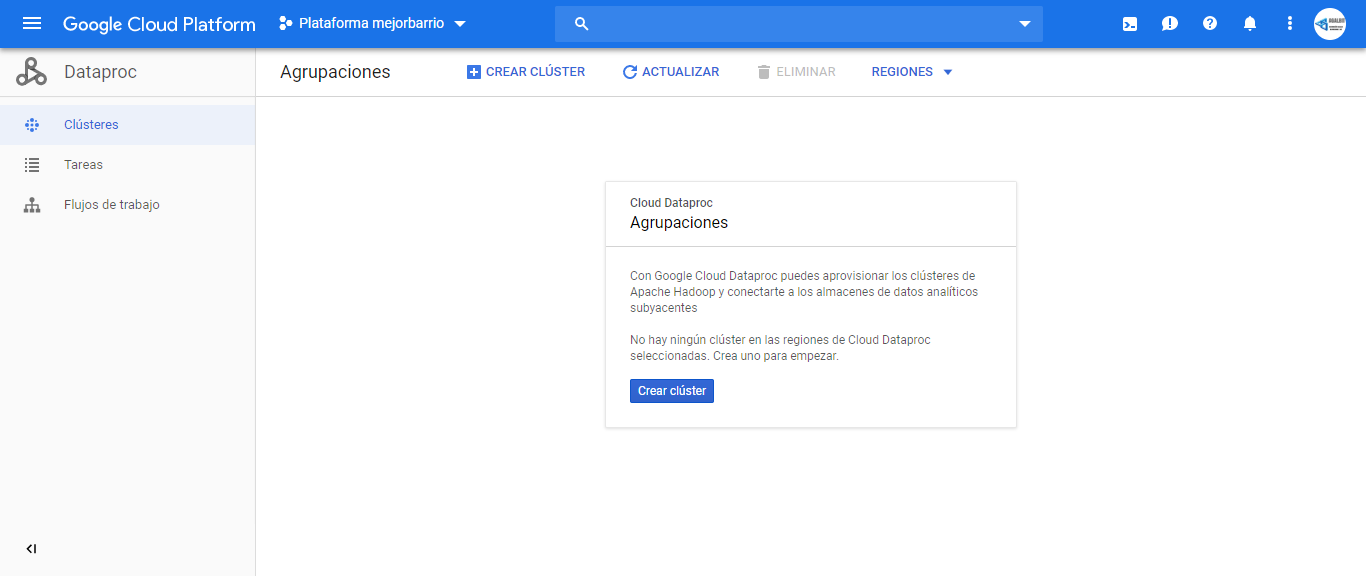 Google Cloud Platform
Plataforma mejorbarrio
Dataproc
Agrupaciones
CREAR CLÚSTER
ACTUALIZAR
ELIMINAR
REGIONES
Clústeres
Tareas
Flujos de trabajo
Cloud Dataproc
Agrupaciones
Con Google Cloud Dataproc puedes aprovisionar los clústeres de
Apache Hadoop y conectarte a los almacenes de datos analíticos
subyacentes
No hay ningún clúster en las regiones de Cloud Dataproc
seleccionadas. Crea uno para empezar.
Crear clúster